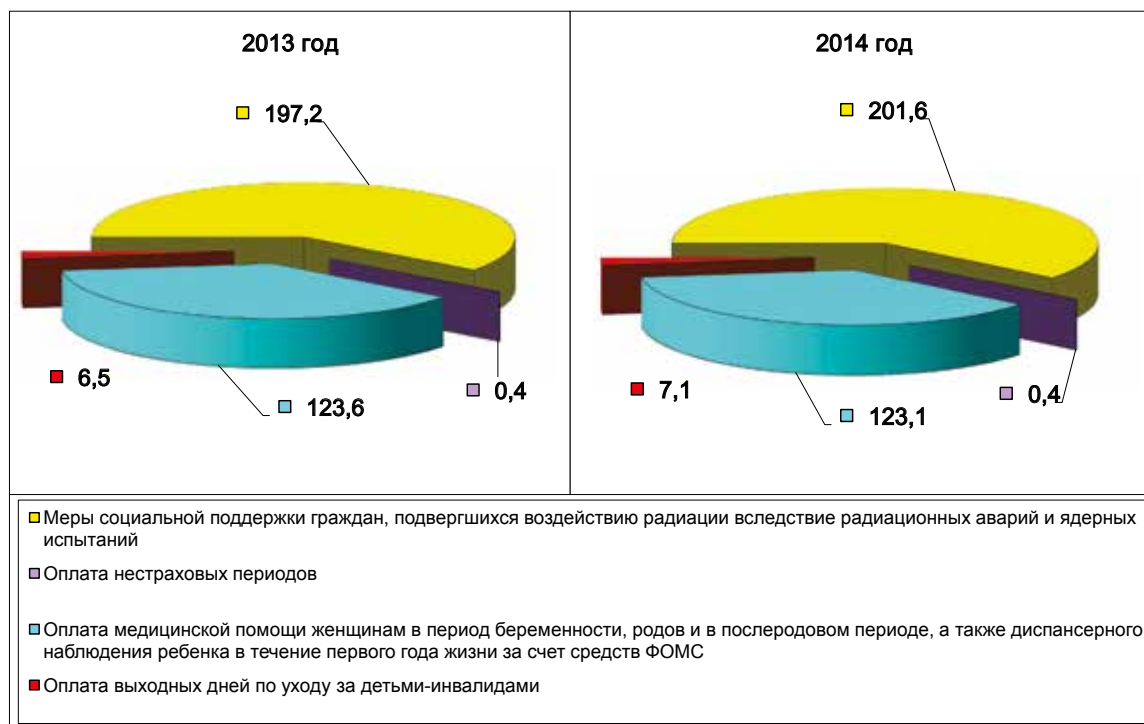 2013 год
2014 год
197,2
201,6
6,5
123,6
0,4
7,1
123,1
0,4
Меры социальной поддержки граждан, подвергшихся воздействию радиации вследствие радиационных аварий и ядерных
испытаний
Оплата нестраховых периодов
Оплата медицинской помощи женщинам в период беременности, родов и в послеродовом периоде, а также диспансерного
наблюдения ребенка в течение первого года жизни за счет средств ФОМС
Оплата выходных дней по уходу за детьми-инвалидами